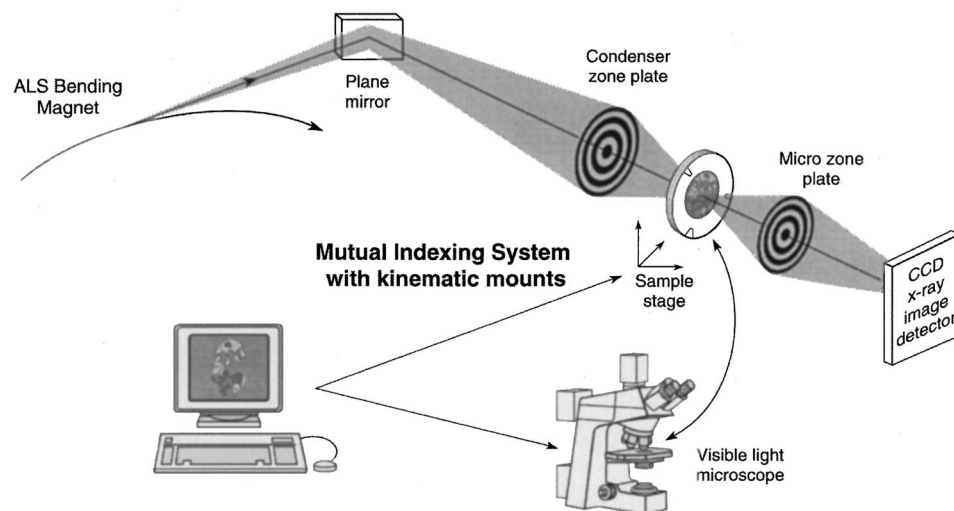 ALS Bending
Magnet
Plane
mirror
Condenser
zone plate
Micro zone
plate
CCD
x-ray
image
detector
Mutual Indexing System
with kinematic mounts
Sample
stage
Visible light
microscope